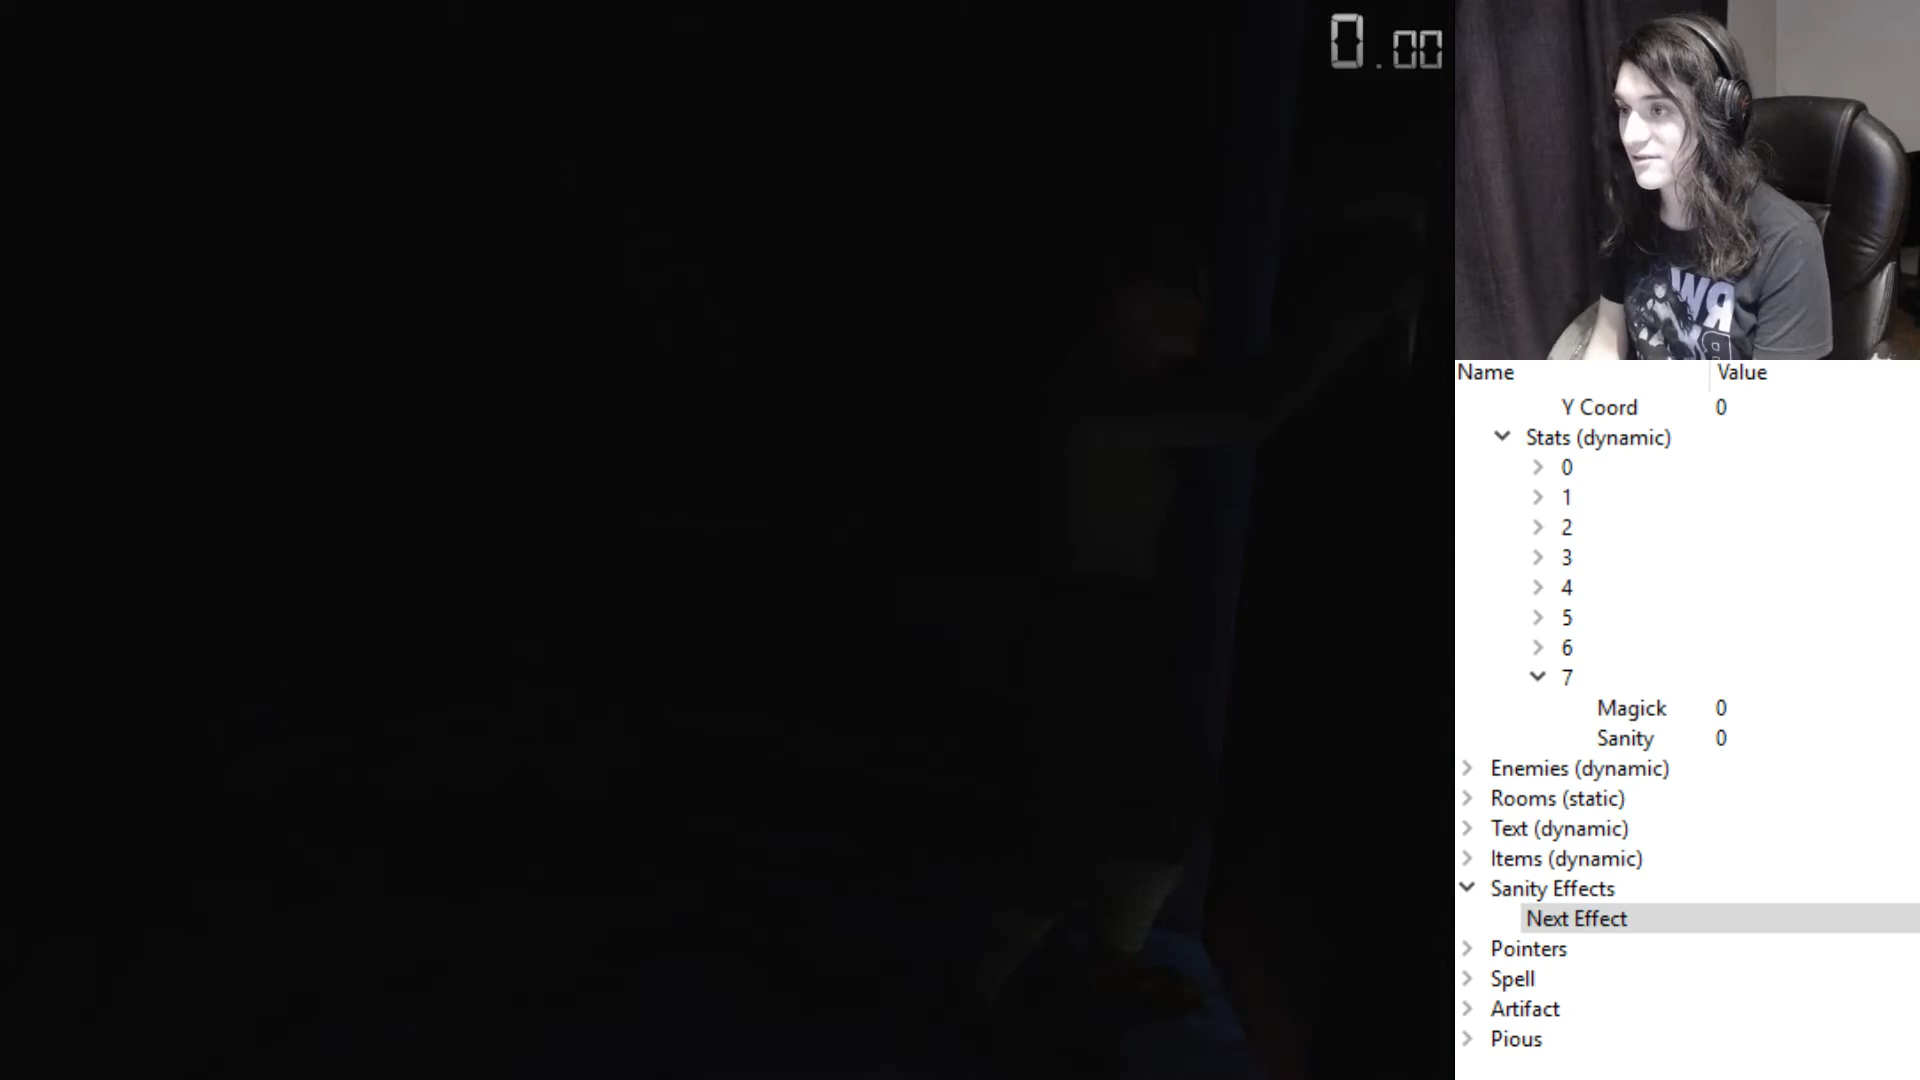 0.00
Name Value
Y Coord 0
Stats (dynamic)
0
1
2
3
4
5
6
7
Magick 0
Sanity 0
Enemies (dynamic)
Rooms (static)
Text (dynamic)
Items (dynamic)
Sanity Effects
Next Effect
Pointers
Spell
Artifact
Pious